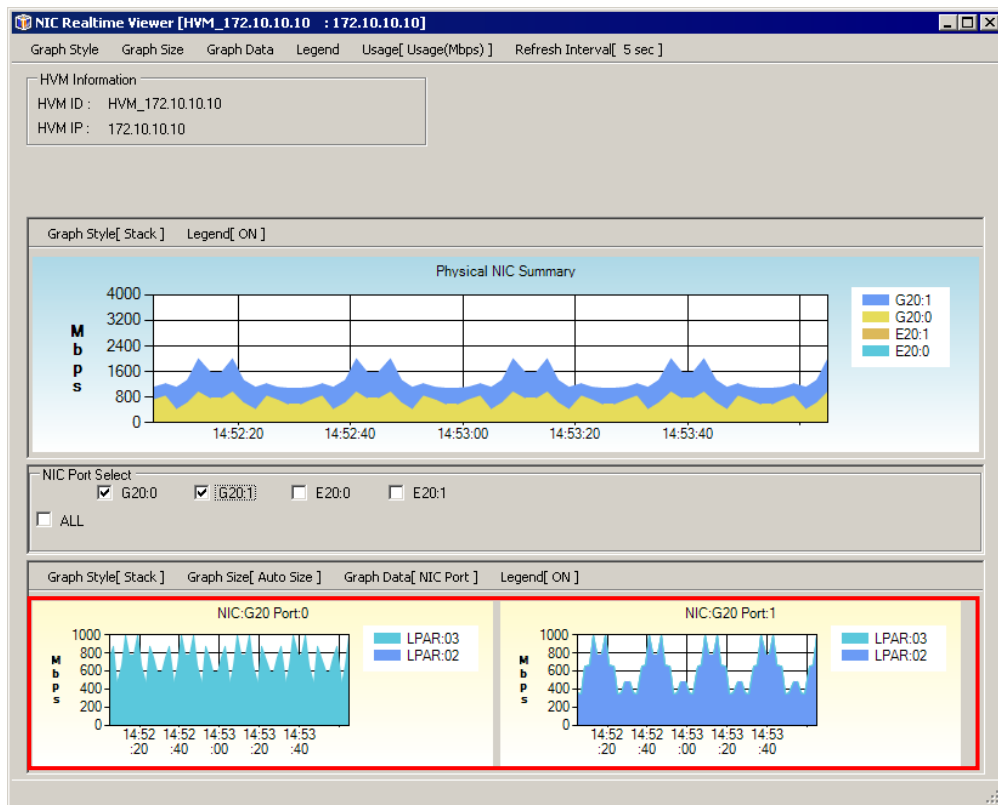 NIC Realtime Viewer [HVM_172.10.10.10 : 172.10.10.10]
Graph Style Graph Size Graph Data Legend Usage[ Usage(Mbps) ] Refresh Interval[ 5 sec ]
HVM Information
HVM ID : HVM_172.10.10.10
HVM IP : 172.10.10.10
Graph Style[ Stack ] Legend[ ON ]
Physical NIC Summary
Mbps
4000
3200
2400
1600
800
0
14:52:20 14:52:40 14:53:00 14:53:20 14:53:40
G20:1
G20:0
E20:1
E20:0
NIC Port Select
G20:0 G20:1 E20:0 E20:1
ALL
Graph Style[ Stack ] Graph Size[ Auto Size ] Graph Data[ NIC Port ] Legend[ ON ]
NIC:G20 Port:0
Mbps
1000
800
600
400
200
0
14:52 14:52 14:53 14:53 14:53
:20 :40 :00 :20 :40
LPAR:03
LPAR:02
NIC:G20 Port:1
Mbps
1000
800
600
400
200
0
14:52 14:52 14:53 14:53 14:53
:20 :40 :00 :20 :40
LPAR:03
LPAR:02